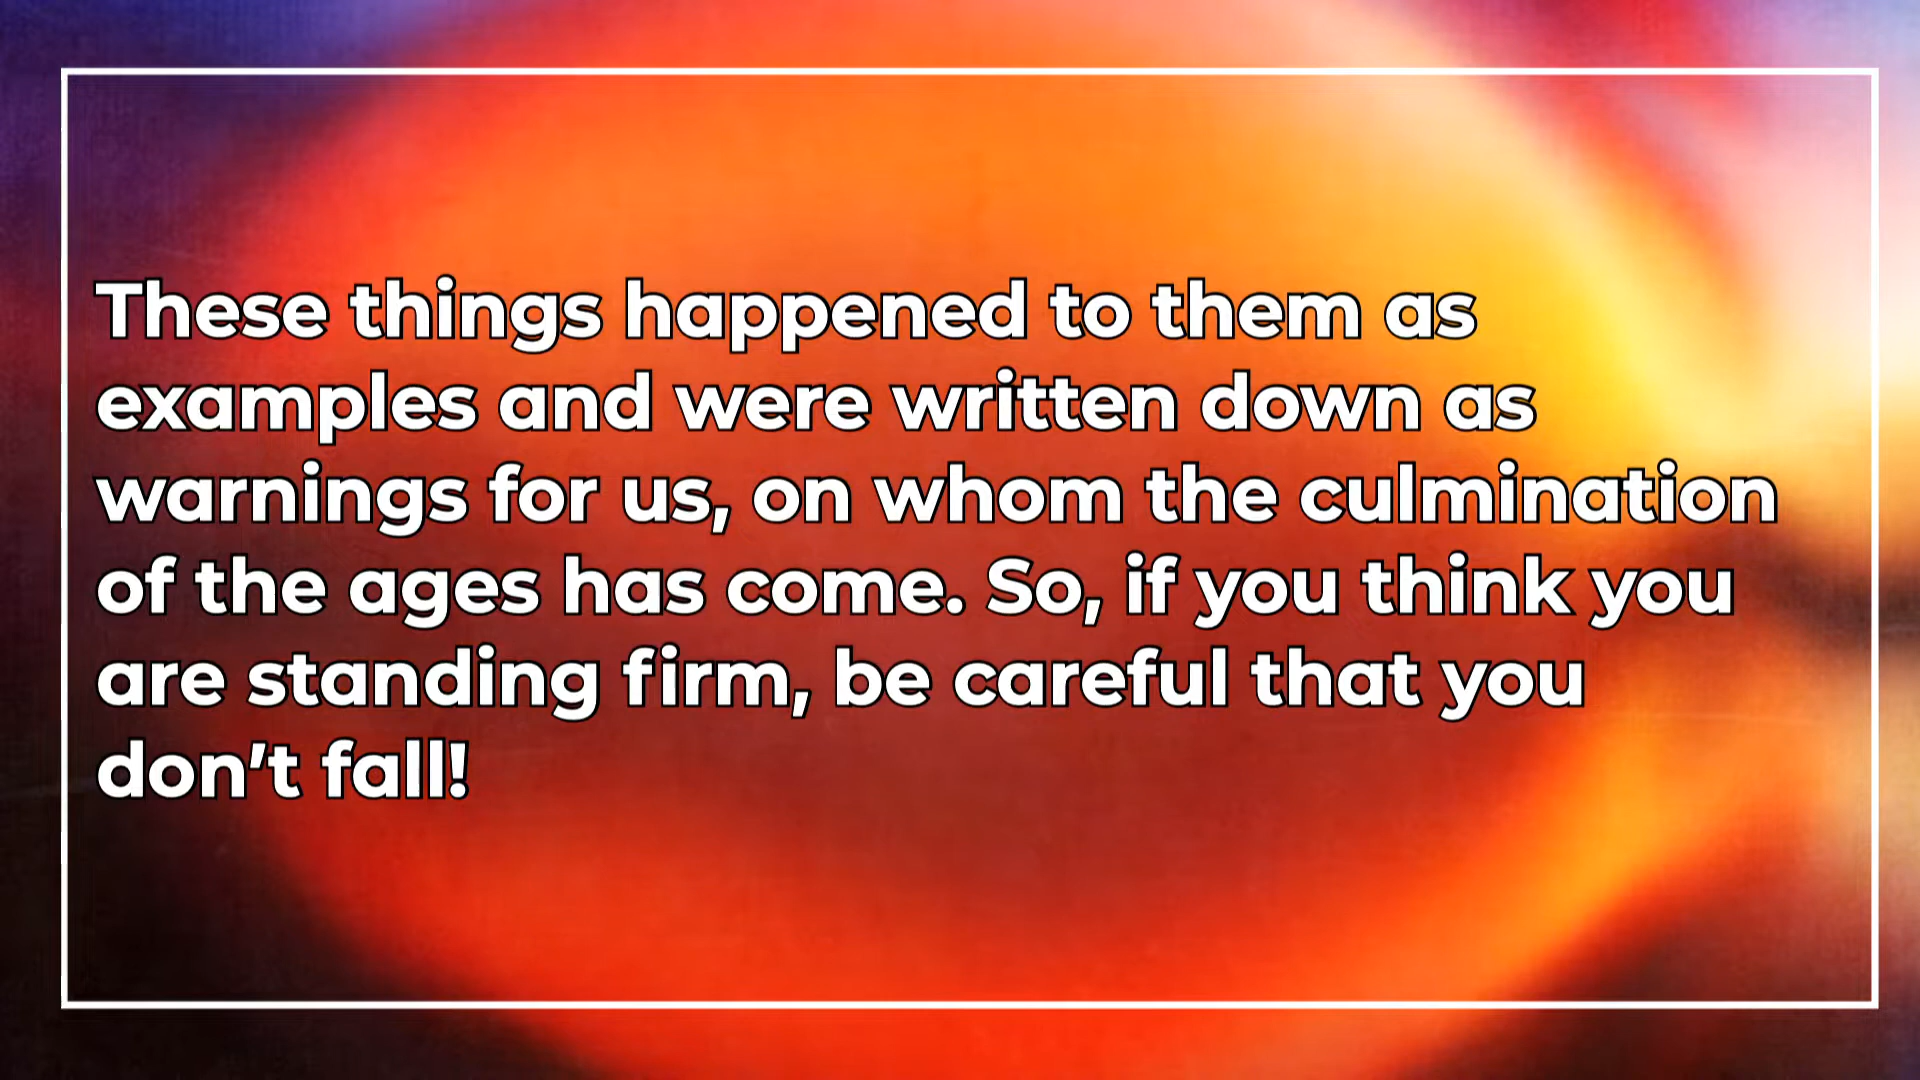 These things happened to them as
examples and were written down as
warnings for us, on whom the culmination
of the ages has come. So, if you think you
are standing firm, be careful that you
don’t fall!